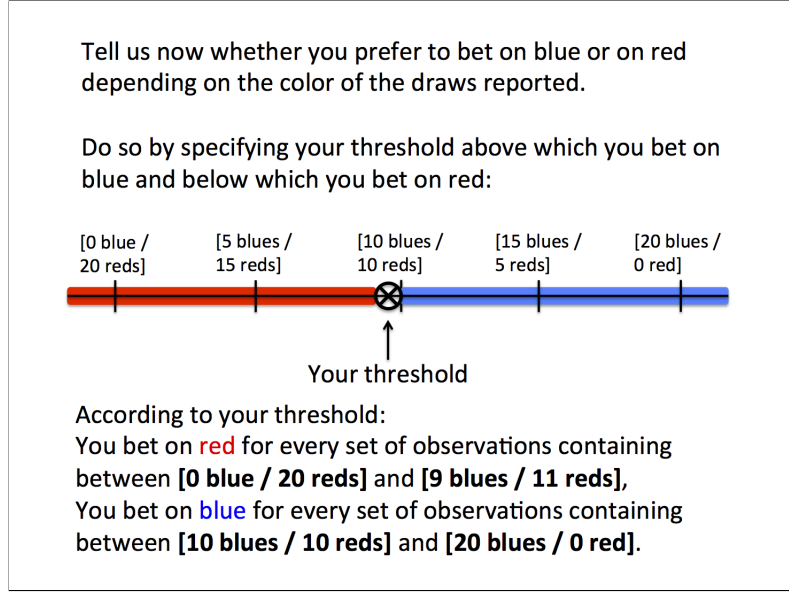 Tell us now whether you prefer to bet on blue or on red
depending on the color of the draws reported.
Do so by specifying your threshold above which you bet on
blue and below which you bet on red:
[0 blue / [5 blues / [10 blues / [15 blues / [20 blues /
20 reds] 15 reds] 10 reds] 5 reds] 0 red]
Your threshold
According to your threshold:
You bet on red for every set of observations containing
between [0 blue / 20 reds] and [9 blues / 11 reds],
You bet on blue for every set of observations containing
between [10 blues / 10 reds] and [20 blues / 0 red].